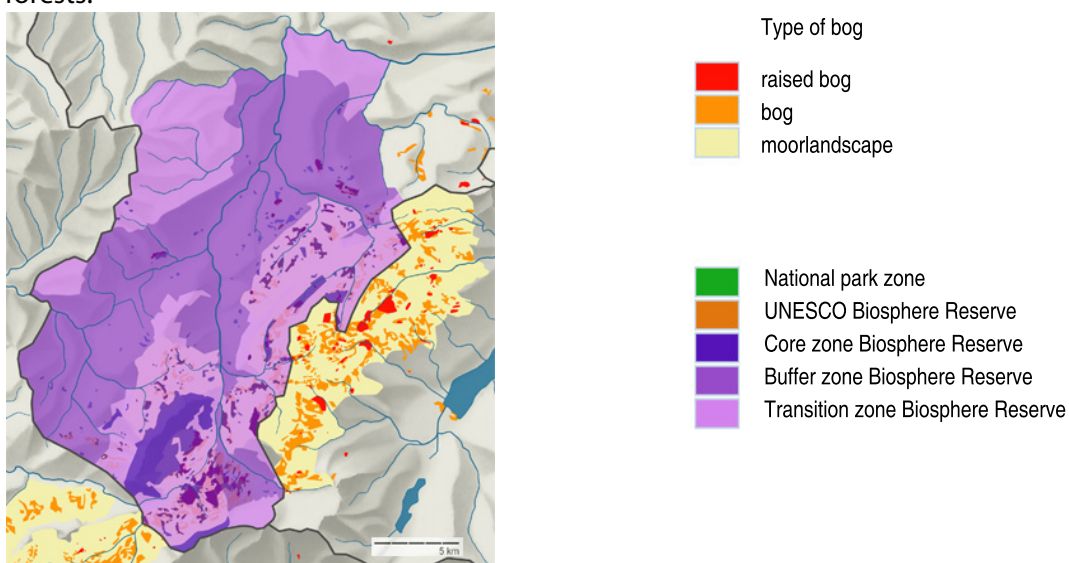 forests.
Type of bog
raised bog
bog
moorlandscape
National park zone
UNESCO Biosphere Reserve
Core zone Biosphere Reserve
Buffer zone Biosphere Reserve
Transition zone Biosphere Reserve
5 km